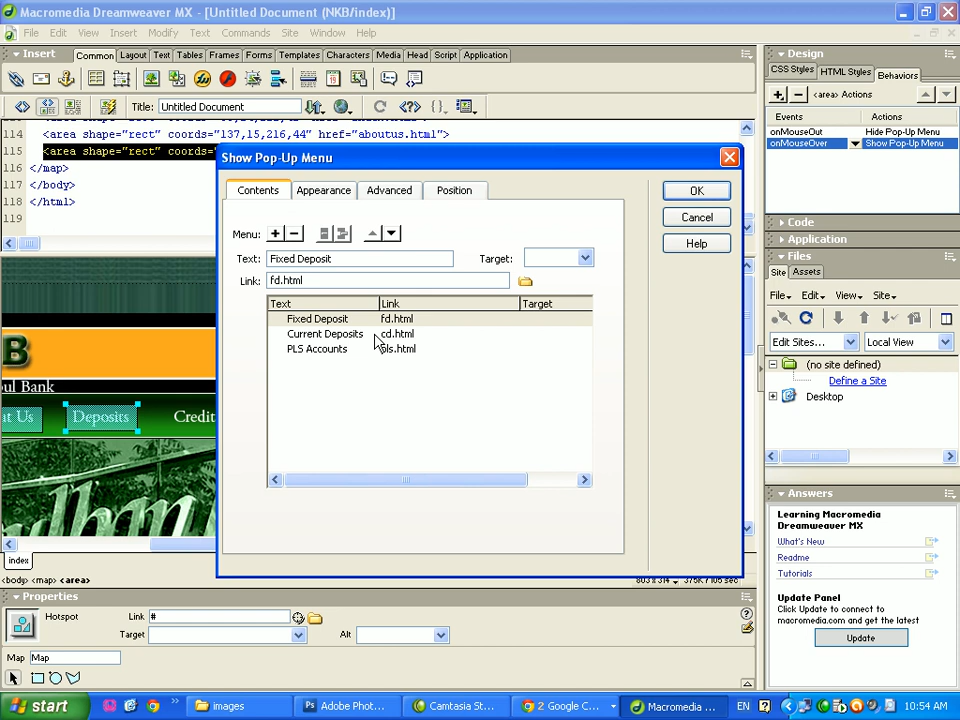 Macromedia Dreamweaver MX - [Untitled Document (NKB/index)]
File Edit View Insert Modify Text Commands Site Window Help
Insert Common Layout Text Tables Frames Forms Templates Characters Media Head Script Application
Title: Untitled Document
114 <area shape="rect" coords="137,15,216,44" href="aboutus.html">
115 <area shape="rect" coords="
116 </map>
117 </body>
118 </html>
119
Show Pop-Up Menu
Contents Appearance Advanced Position
OK
Cancel
Help
Menu:
Text: Fixed Deposit Target:
Link: fd.html
Text Link Target
Fixed Deposit fd.html
Current Deposits cd.html
PLS Accounts pls.html
B
oul Bank
t Us Deposits Credit
index
<body> <map> <area>
803 x 314 375K / 105 sec
Properties
Hotspot Link #
Target Alt
Map Map
Design
CSS Styles HTML Styles Behaviors
<area> Actions
Events Actions
onMouseOut Hide Pop-Up Menu
onMouseOver Show Pop-Up Menu
Code
Application
Files
Site Assets
File Edit View Site
Edit Sites... Local View
(no site defined)
Define a Site
Desktop
Answers
Learning Macromedia
Dreamweaver MX
What's New
Readme
Tutorials
Update Panel
Click Update to connect to
macromedia.com and get the latest
Update
start images Adobe Phot... Camtasia St... 2 Google C... Macromedia ... EN 10:54 AM